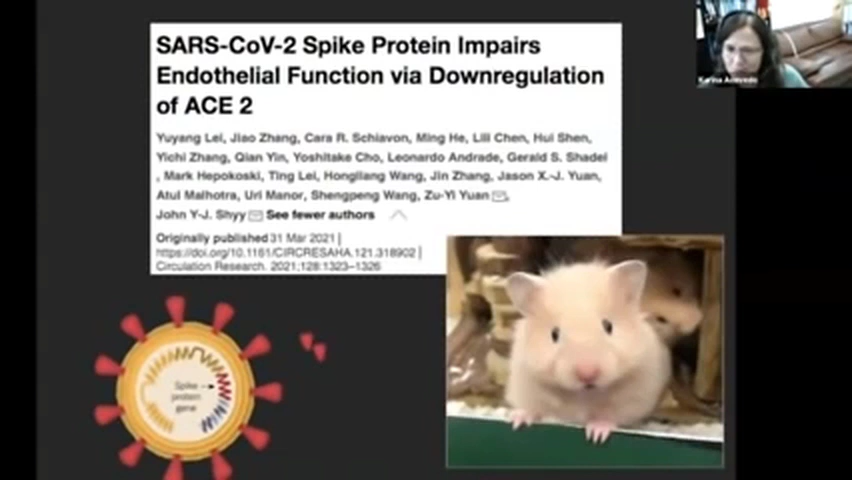 SARS-CoV-2 Spike Protein Impairs
Endothelial Function via Downregulation
of ACE 2
Yuyang Lei, Jiao Zhang, Cara R. Schiavon, Ming He, Lili Chen, Hui Shen,
Yichi Zhang, Qian Yin, Yoshitake Cho, Leonardo Andrade, Gerald S. Shadel
, Mark Hepokoski, Ting Lei, Hongliang Wang, Jin Zhang, Jason X.-J. Yuan,
Atul Malhotra, Uri Manor, Shengpeng Wang, Zu-Yi Yuan,
John Y-J. Shyy See fewer authors
Originally published 31 Mar 2021 |
https://doi.org/10.1161/CIRCRESAHA.121.318902 |
Circulation Research. 2021;128:1323–1326
Spike
protein
gene
Karina Acevedo